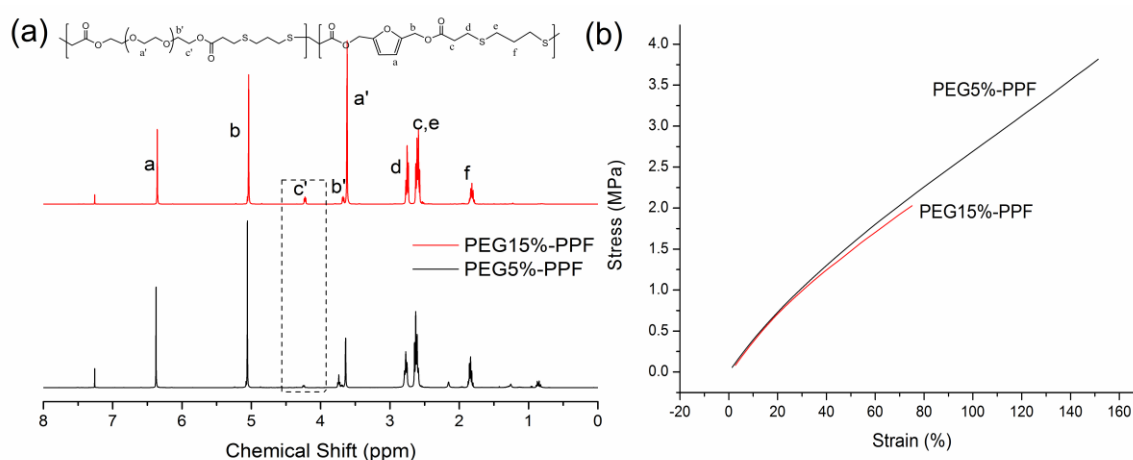 (a)
O
O
O
O
b'
O
c'
O
S
S
a'
O
O
O
b
O
O
d
S
e
S
c
f
a
a
b
c'
b'
a'
d
c,e
f
PEG15%-PPF
PEG5%-PPF
8 7 6 5 4 3 2 1 0
Chemical Shift (ppm)
(b)
4.0
3.5
3.0
2.5
2.0
1.5
1.0
0.5
0.0
Stress (MPa)
PEG5%-PPF
PEG15%-PPF
-20 0 20 40 60 80 100 120 140 160
Strain (%)